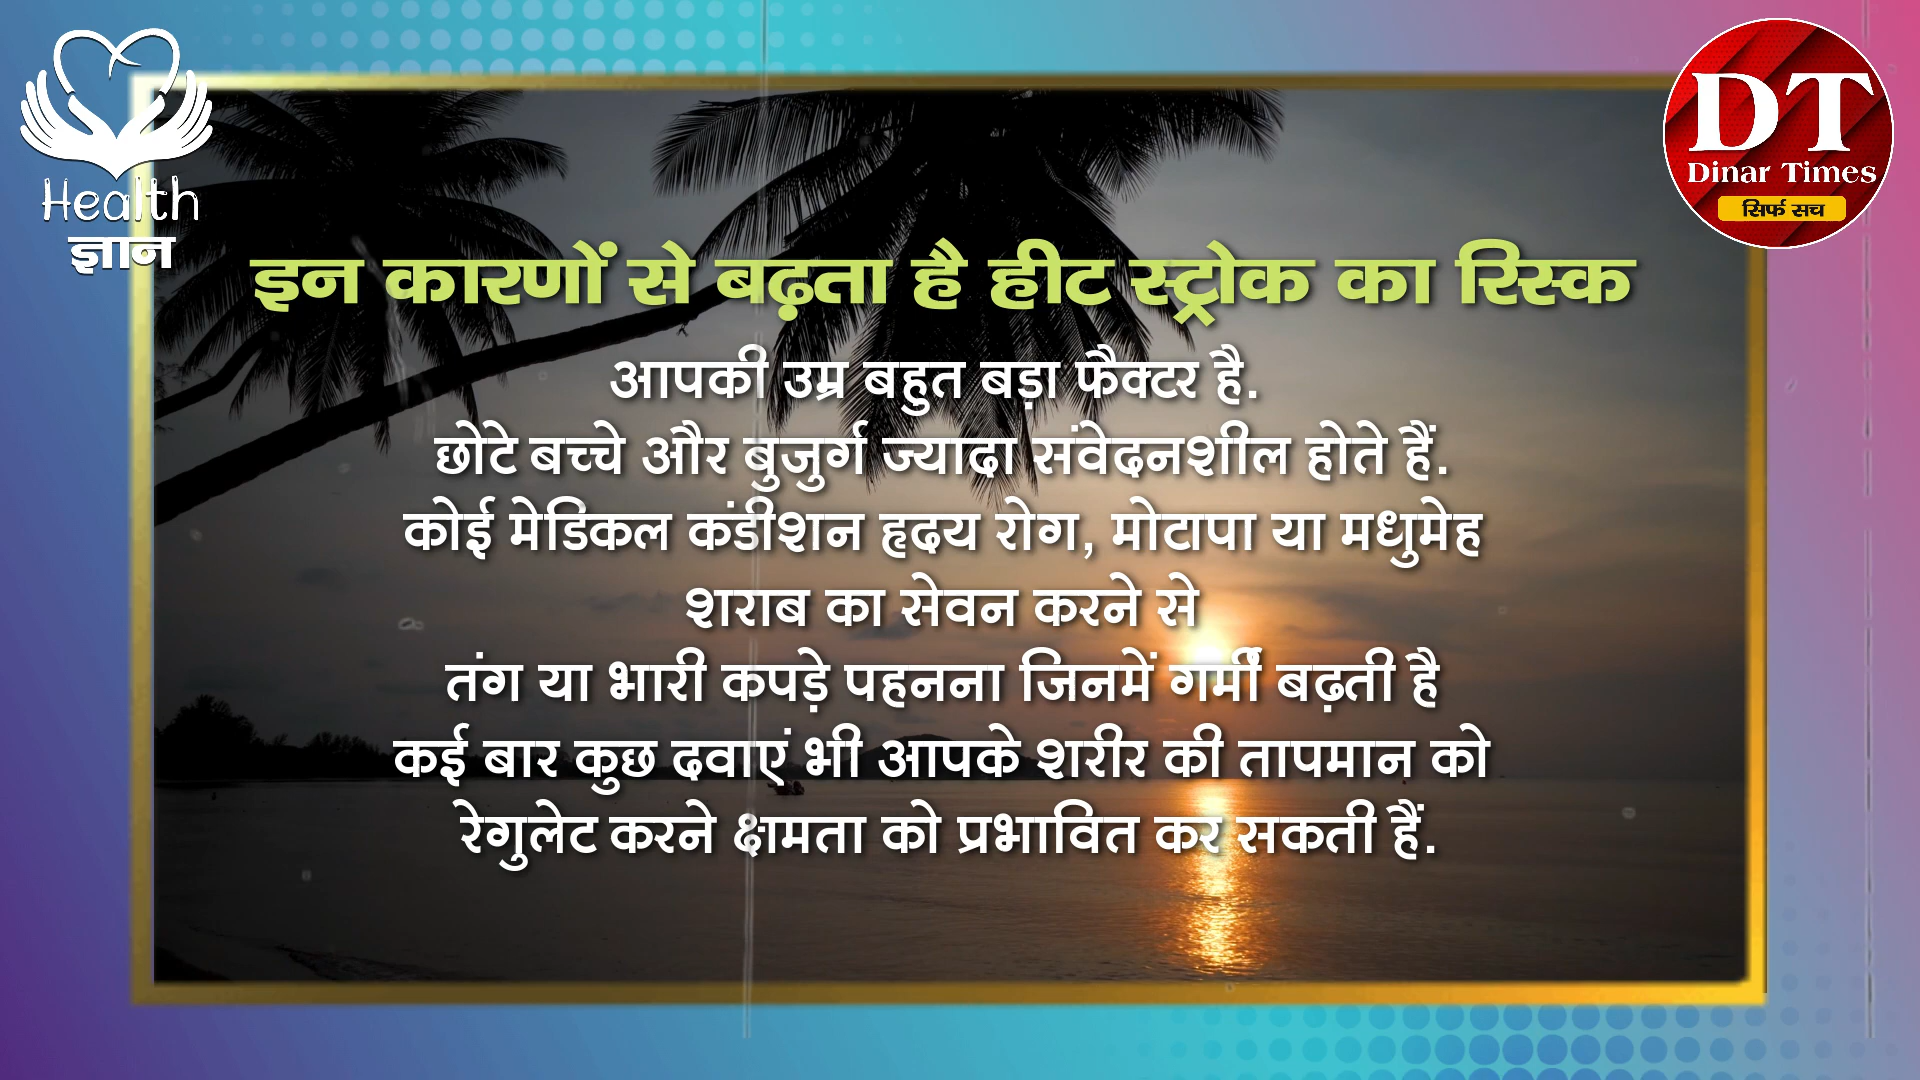 Health
ज्ञान
DT
Dinar Times
सिर्फ सच
इन कारणों से बढ़ता है हीट स्ट्रोक का रिस्क
आपकी उम्र बहुत बड़ा फैक्टर है.
छोटे बच्चे और बुजुर्ग ज्यादा संवेदनशील होते हैं.
कोई मेडिकल कंडीशन हृदय रोग, मोटापा या मधुमेह
शराब का सेवन करने से
तंग या भारी कपड़े पहनना जिनमें गर्मी बढ़ती है
कई बार कुछ दवाएं भी आपके शरीर की तापमान को
रेगुलेट करने क्षमता को प्रभावित कर सकती हैं.